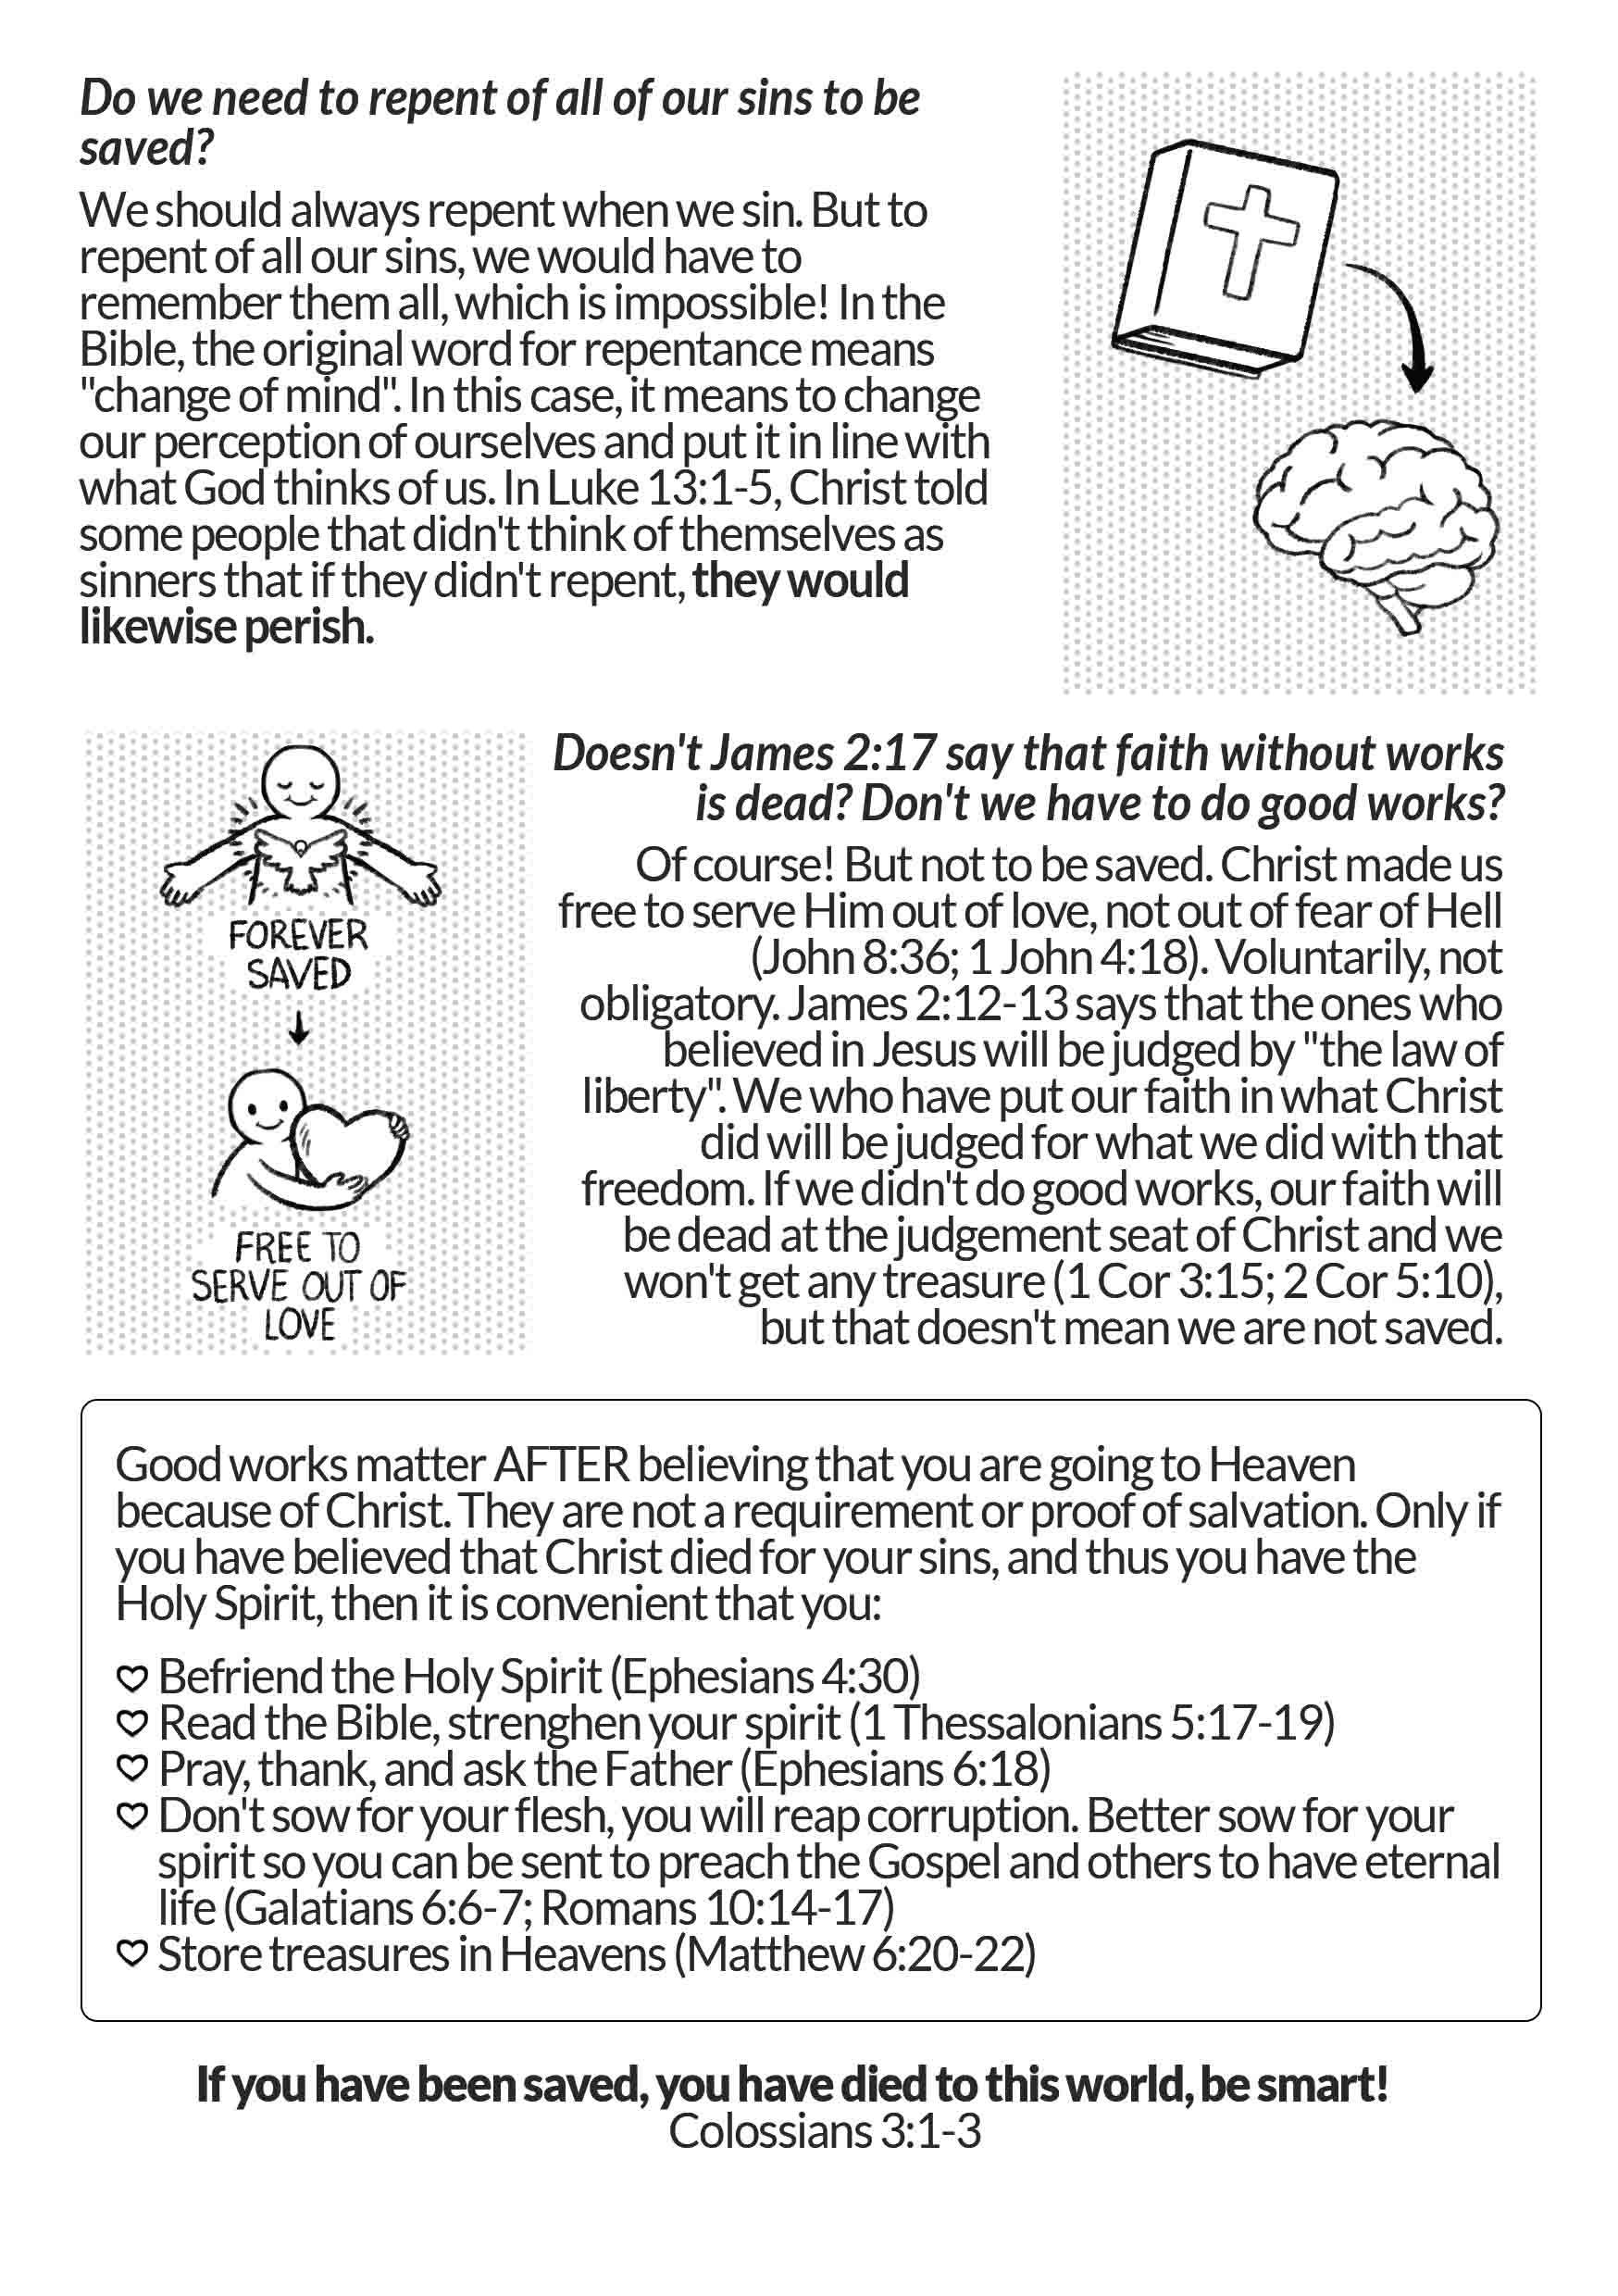 Do we need to repent of all of our sins to be
saved?
We should always repent when we sin. But to
repent of all our sins, we would have to
remember them all, which is impossible! In the
Bible, the original word for repentance means
"change of mind". In this case, it means to change
our perception of ourselves and put it in line with
what God thinks of us. In Luke 13:1-5, Christ told
some people that didn't think of themselves as
sinners that if they didn't repent, they would
likewise perish.
FOREVER
SAVED
FREE TO
SERVE OUT OF
LOVE
Doesn't James 2:17 say that faith without works
is dead? Don't we have to do good works?
Of course! But not to be saved. Christ made us
free to serve Him out of love, not out of fear of Hell
(John 8:36; 1 John 4:18). Voluntarily, not
obligatory. James 2:12-13 says that the ones who
believed in Jesus will be judged by "the law of
liberty". We who have put our faith in what Christ
did will be judged for what we did with that
freedom. If we didn't do good works, our faith will
be dead at the judgement seat of Christ and we
won't get any treasure (1 Cor 3:15; 2 Cor 5:10),
but that doesn't mean we are not saved.
Good works matter AFTER believing that you are going to Heaven
because of Christ. They are not a requirement or proof of salvation. Only if
you have believed that Christ died for your sins, and thus you have the
Holy Spirit, then it is convenient that you:
Befriend the Holy Spirit (Ephesians 4:30)
Read the Bible, strenghen your spirit (1 Thessalonians 5:17-19)
Pray, thank, and ask the Father (Ephesians 6:18)
Don't sow for your flesh, you will reap corruption. Better sow for your
spirit so you can be sent to preach the Gospel and others to have eternal
life (Galatians 6:6-7; Romans 10:14-17)
Store treasures in Heavens (Matthew 6:20-22)
If you have been saved, you have died to this world, be smart!
Colossians 3:1-3